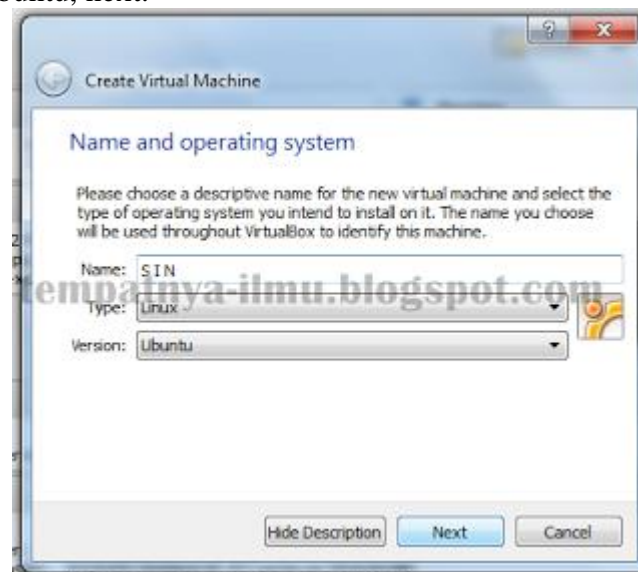 buntu, next.
Create Virtual Machine
Name and operating system
Please choose a descriptive name for the new virtual machine and select the
type of operating system you intend to install on it. The name you choose
will be used throughout VirtualBox to identify this machine.
Name: SIN
tempatnya-ilmu.blogspot.com
Type: Linux
Version: Ubuntu
Hide Description Next Cancel